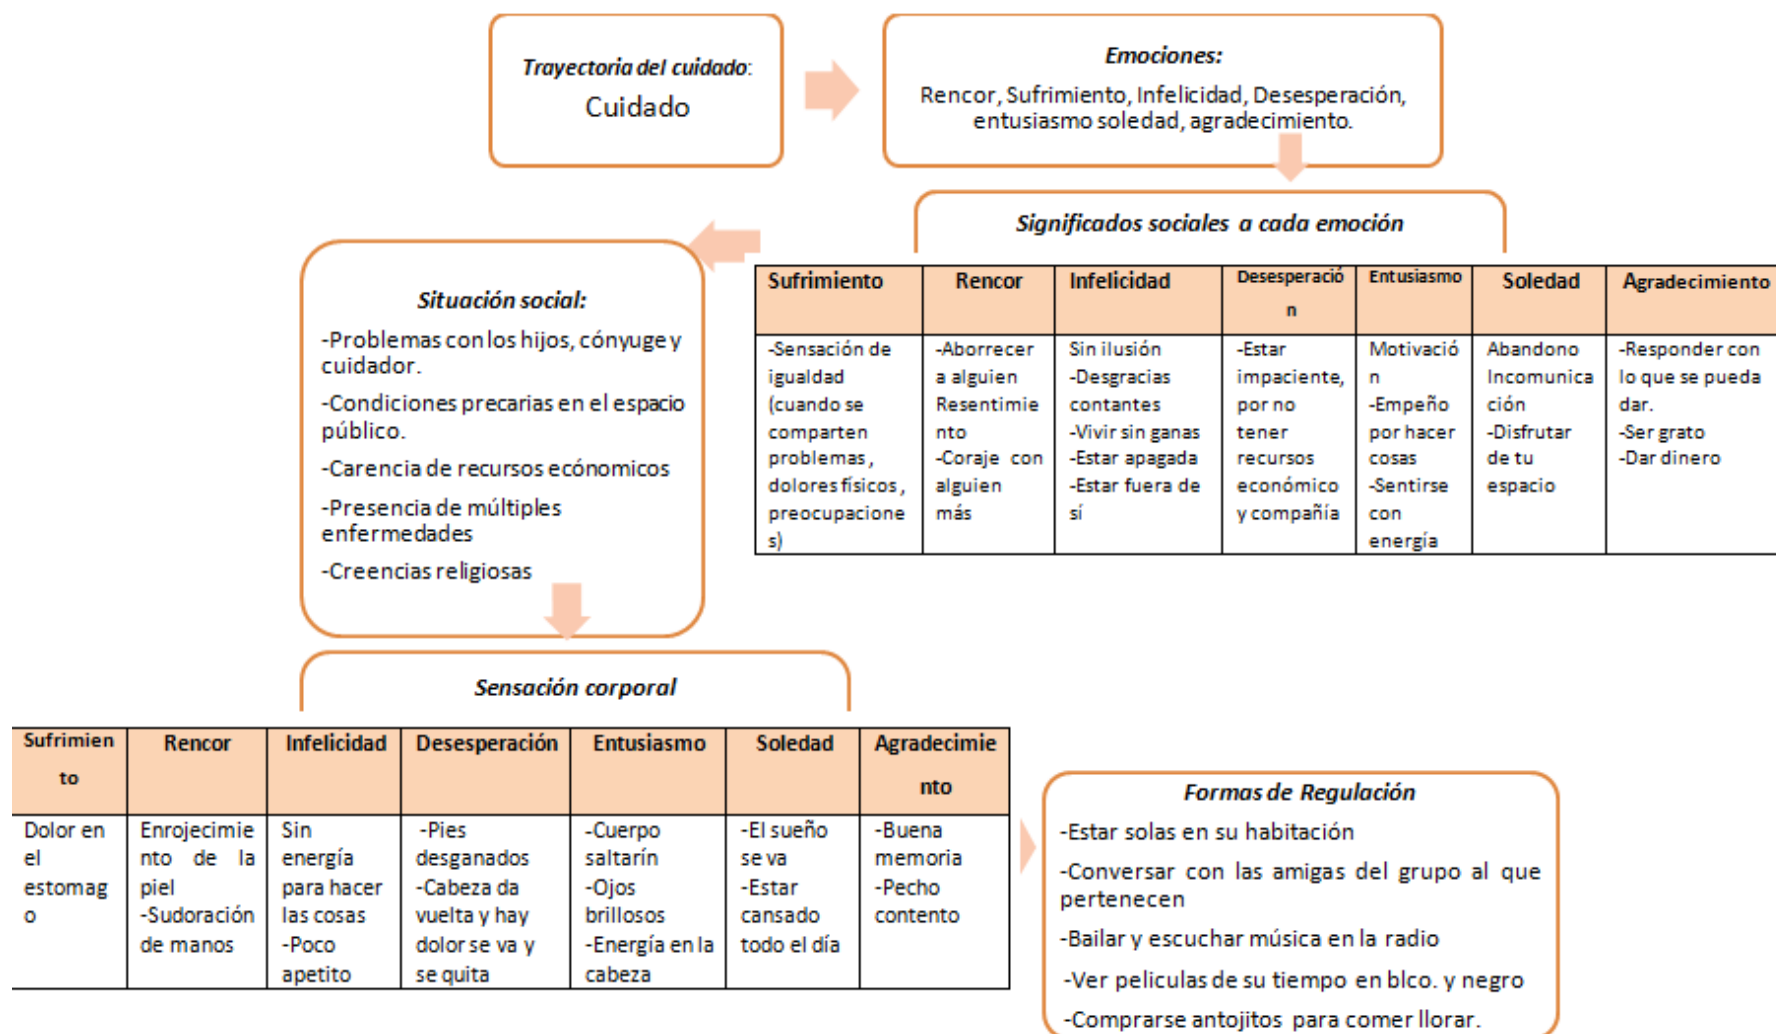 Trayectoria del cuidado:
Cuidado
Emociones:
Rencor, Sufrimiento, Infelicidad, Desesperación,
entusiasmo soledad, agradecimiento.
Significados sociales a cada emoción
Sufrimiento
Rencor
Infelicidad
Desesperació
n
Entusiasmo
Soledad
Agradecimiento
-Sensación de
igualdad
(cuando se
comparten
problemas,
dolores físicos,
preocupacione
s)
-Aborrecer
a alguien
Resentimie
nto
-Coraje con
alguien
más
Sin ilusión
-Desgracias
contantes
-Vivir sin ganas
-Estar apagada
-Estar fuera de
sí
-Estar
impaciente,
por no
tener
recursos
económico
y compañía
Motivació
n
-Empeño
por hacer
cosas
-Sentirse
con
energía
Abandono
Incomunica
ción
-Disfrutar
de tu
espacio
-Responder con
lo que se pueda
dar.
-Ser grato
-Dar dinero
Situación social:
-Problemas con los hijos, cónyuge y
cuidador.
-Condiciones precarias en el espacio
público.
-Carencia de recursos ecónomicos
-Presencia de múltiples
enfermedades
-Creencias religiosas
Sensación corporal
Sufrimien
to
Rencor
Infelicidad
Desesperación
Entusiasmo
Soledad
Agradecimie
nto
Dolor en
el
estomag
o
Enrojecimie
nto de la
piel
-Sudoración
de manos
Sin
energía
para hacer
las cosas
-Poco
apetito
-Pies
desganados
-Cabeza da
vuelta y hay
dolor se va y
se quita
-Cuerpo
saltarín
-Ojos
brillosos
-Energía en la
cabeza
-El sueño
se va
-Estar
cansado
todo el día
-Buena
memoria
-Pecho
contento
Formas de Regulación
-Estar solas en su habitación
-Conversar con las amigas del grupo al que
pertenecen
-Bailar y escuchar música en la radio
-Ver peliculas de su tiempo en blco. y negro
-Comprarse antojitos para comer llorar.